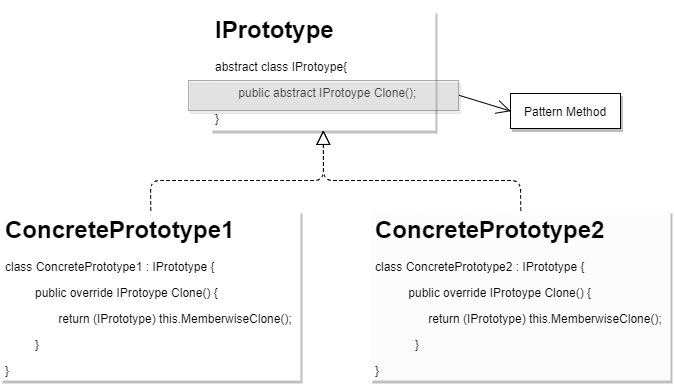 IPrototype
abstract class IProtoype{
public abstract IProtoype Clone();
}
Pattern Method
ConcretePrototype1
class ConcretePrototype1 : IPrototype {
public override IProtoype Clone() {
return (IPrototype) this.MemberwiseClone();
}
}
ConcretePrototype2
class ConcretePrototype2 : IPrototype {
public override IProtoype Clone() {
return (IPrototype) this.MemberwiseClone();
}
}